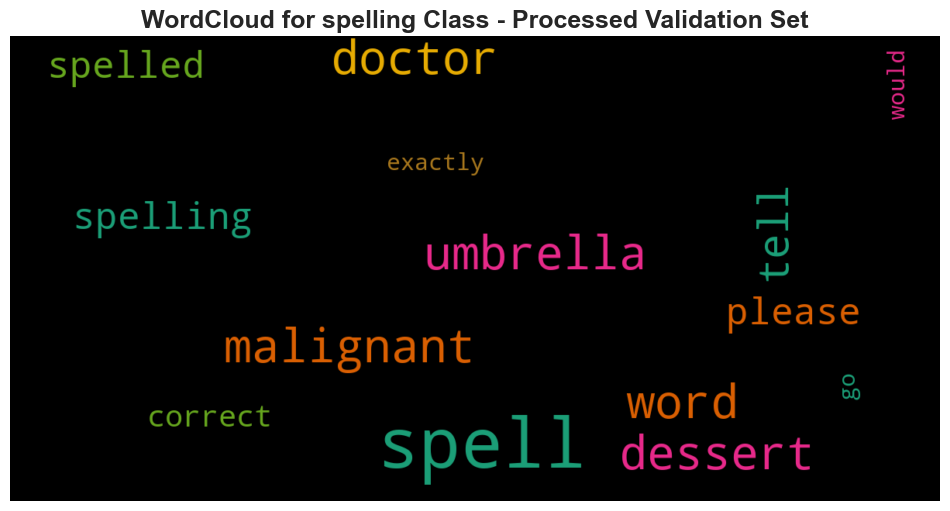 WordCloud for spelling Class - Processed Validation Set
spelled
doctor
would
exactly
spelling
tell
umbrella
please
malignant
go
word
correct
spell
dessert